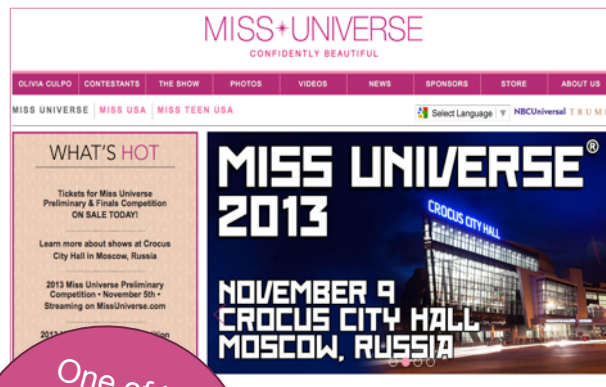 MISS UNIVERSE
CONFIDENTLY BEAUTIFUL
OLIVIA CULPO CONTESTANTS THE SHOW PHOTOS VIDEOS NEWS SPONSORS STORE ABOUT US
MISS UNIVERSE MISS USA MISS TEEN USA Select Language NBCUniversal
WHAT'S HOT
Tickets for Miss Universe
Preliminary & Finals Competition
ON SALE TODAY!
Learn more about shows at Crocus
City Hall in Moscow, Russia
2013 Miss Universe Preliminary
Competition • November 5th •
Streaming on MissUniverse.com
MISS UNIVERSE®
2013
CROCUS CITY HALL
NOVEMBER 9
CROCUS CITY HALL
MOSCOW, RUSSIA
One of